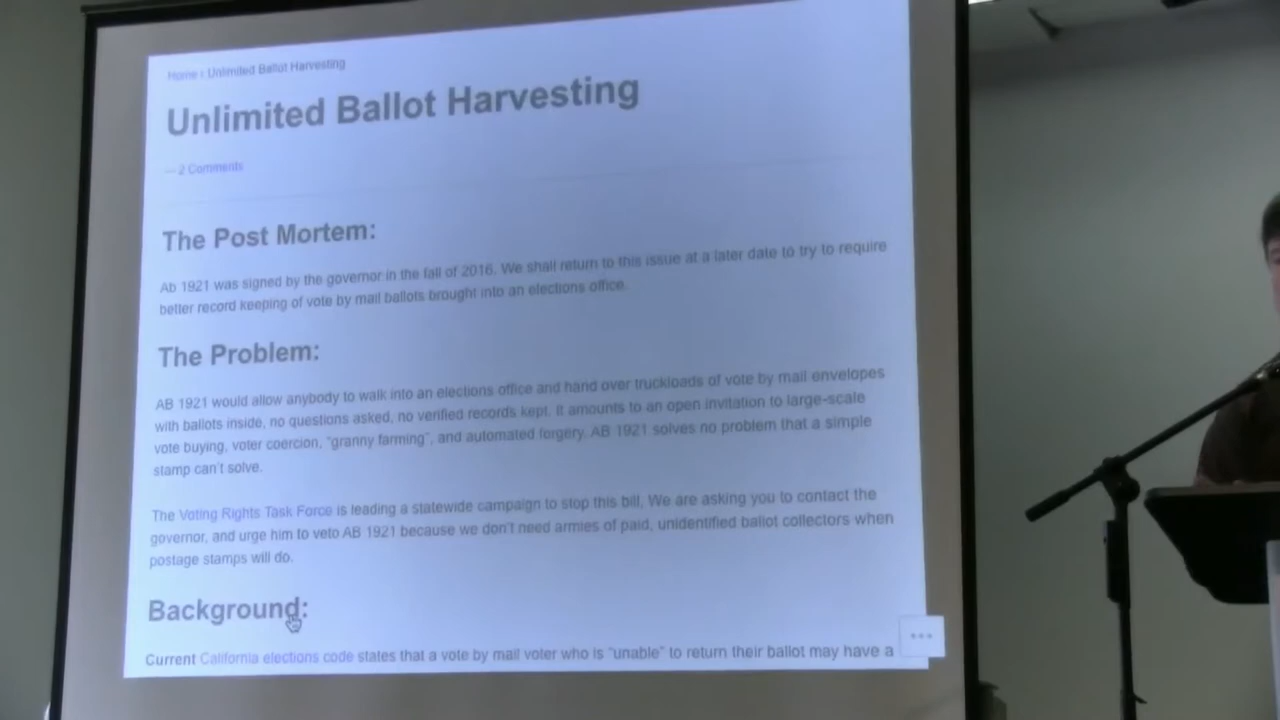 Home › Unlimited Ballot Harvesting
Unlimited Ballot Harvesting
— 2 Comments
The Post Mortem:
Ab 1921 was signed by the governor in the fall of 2016. We shall return to this issue at a later date to try to require
better record keeping of vote by mail ballots brought into an elections office.
The Problem:
AB 1921 would allow anybody to walk into an elections office and hand over truckloads of vote by mail envelopes
with ballots inside, no questions asked, no verified records kept. It amounts to an open invitation to large-scale
vote buying, voter coercion, "granny farming", and automated forgery. AB 1921 solves no problem that a simple
stamp can't solve.
The Voting Rights Task Force is leading a statewide campaign to stop this bill. We are asking you to contact the
governor, and urge him to veto AB 1921 because we don't need armies of paid, unidentified ballot collectors when
postage stamps will do.
Background:
Current California elections code states that a vote by mail voter who is "unable" to return their ballot may have a